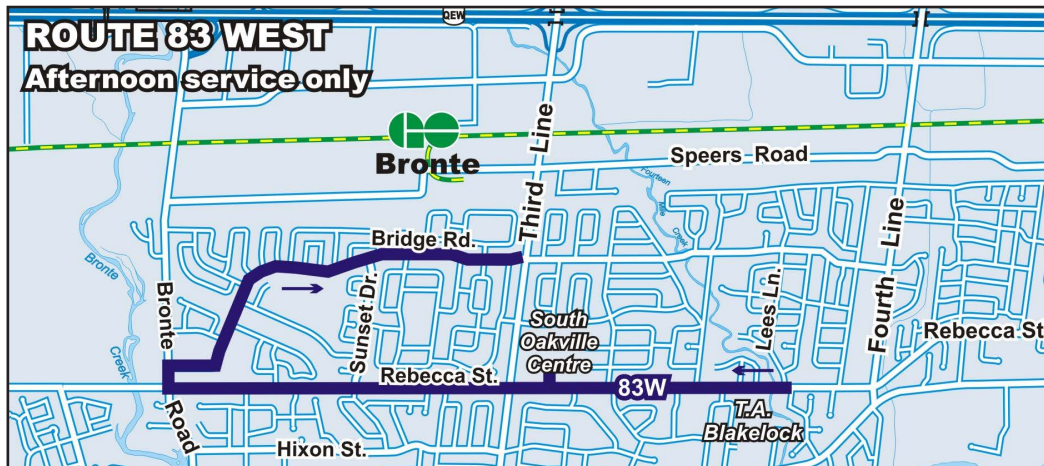 ROUTE 83 WEST
Afternoon service only
QEW
GO
Bronte
Third Line
Speers Road
Fourteen
Mile
Creek
Bridge Rd.
Fourth Line
Bronte
Creek
Bronte
Road
Sunset Dr.
South
Oakville
Centre
Lees Ln.
Rebecca St.
Rebecca St.
83W
T.A.
Blakelock
Hixon St.